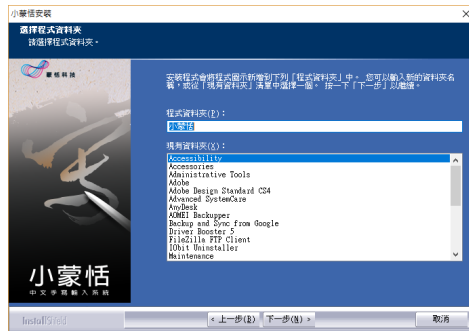 小蒙恬安裝
選擇程式資料夾
請選擇程式資料夾。
蒙恬科技
安裝程式會將程式圖示新增到下列「程式資料夾」中。 您可以輸入新的資料夾名
稱，或從「現有資料夾」清單中選擇一個。 按一下「下一步」以繼續。
程式資料夾(P)：
小蒙恬
現有資料夾(X)：
Accessibility
Accessories
Administrative Tools
Adobe
Adobe Design Standard CS4
Advanced SystemCare
AnyDesk
AOMEI Backupper
Backup and Sync from Google
Driver Booster 5
FileZilla FTP Client
IObit Uninstaller
Maintenance
小蒙恬
中文手寫輸入系統
InstallShield
< 上一步(B) 下一步(N) > 取消